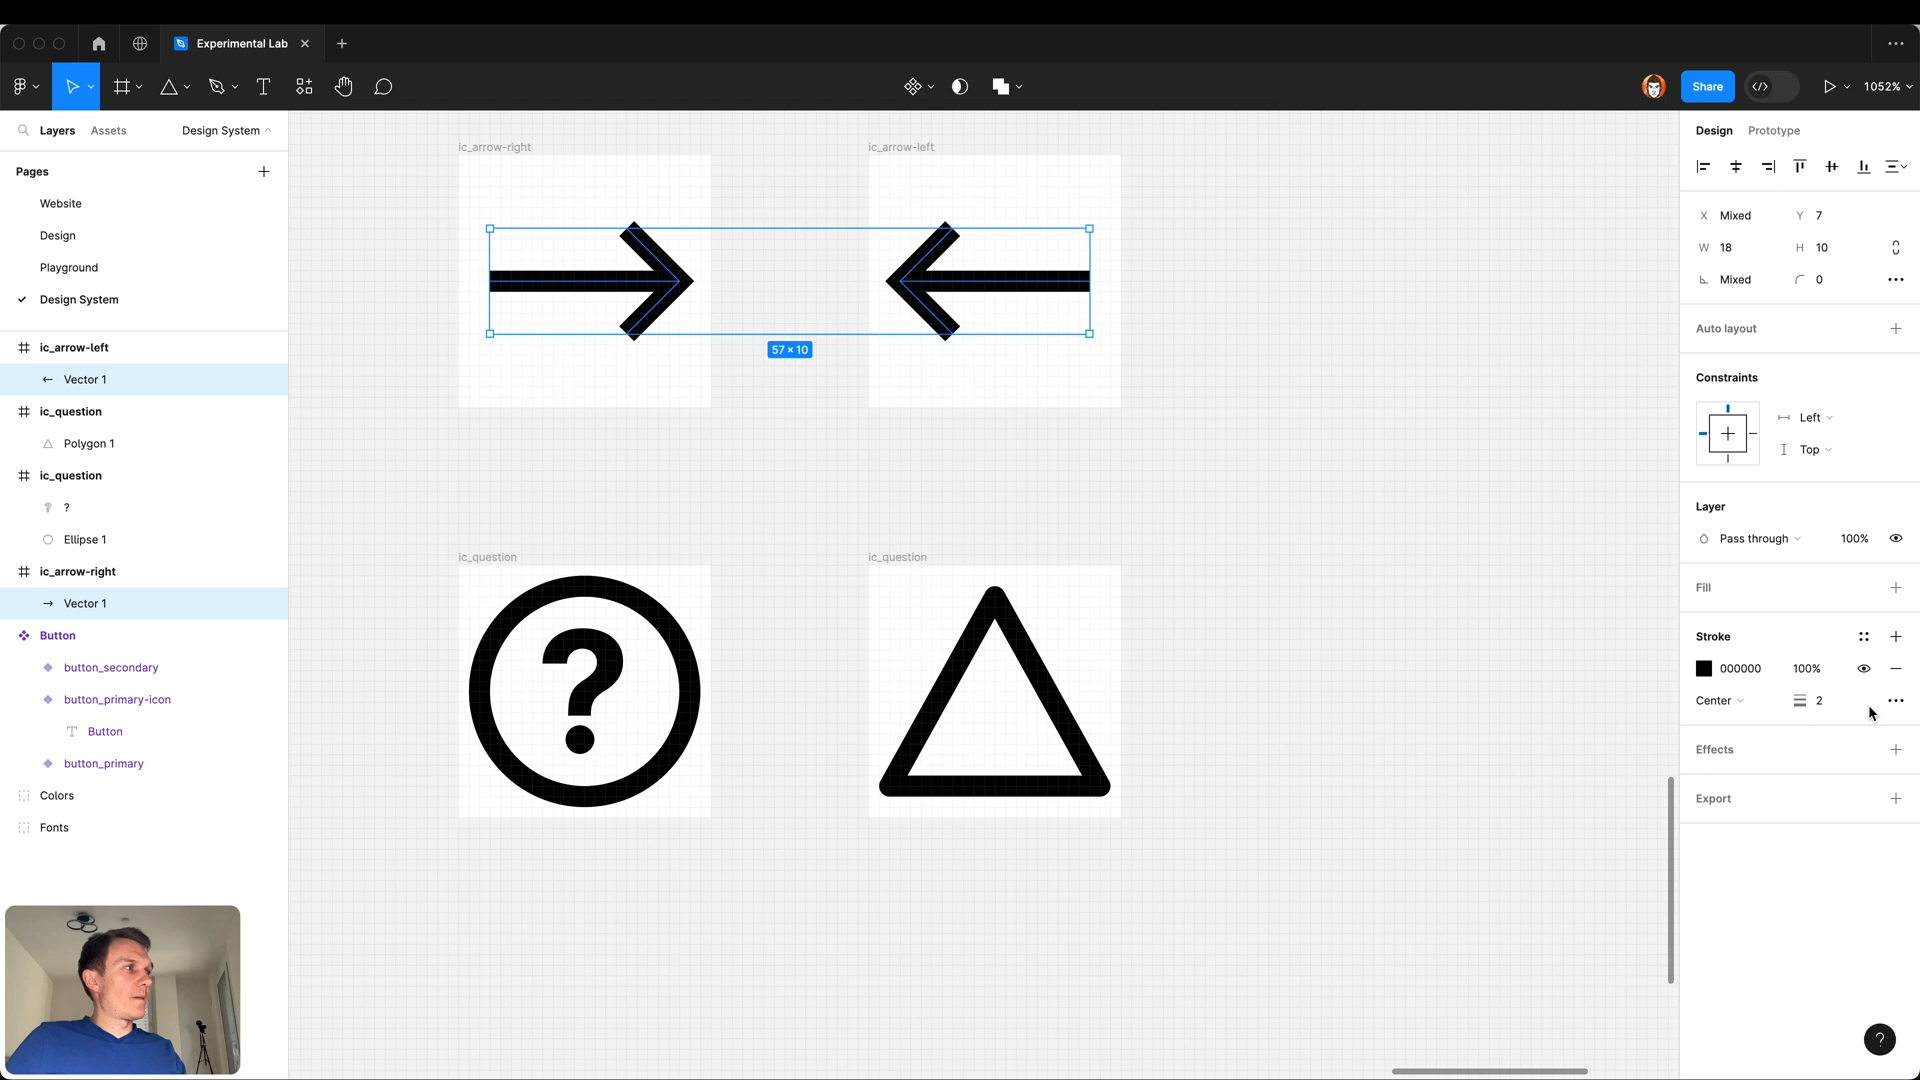 Experimental Lab
Share
1052%
Layers
Assets
Design System
Pages
Website
Design
Playground
Design System
ic_arrow-left
Vector 1
ic_question
Polygon 1
ic_question
?
Ellipse 1
ic_arrow-right
Vector 1
Button
button_secondary
button_primary-icon
Button
button_primary
Colors
Fonts
ic_arrow-right
ic_arrow-left
57 × 10
ic_question
ic_question
?
Design
Prototype
X Mixed Y 7
W 18 H 10
Mixed 0
Auto layout
Constraints
Left
Top
Layer
Pass through 100%
Fill
Stroke
000000 100%
Center 2
Effects
Export
?